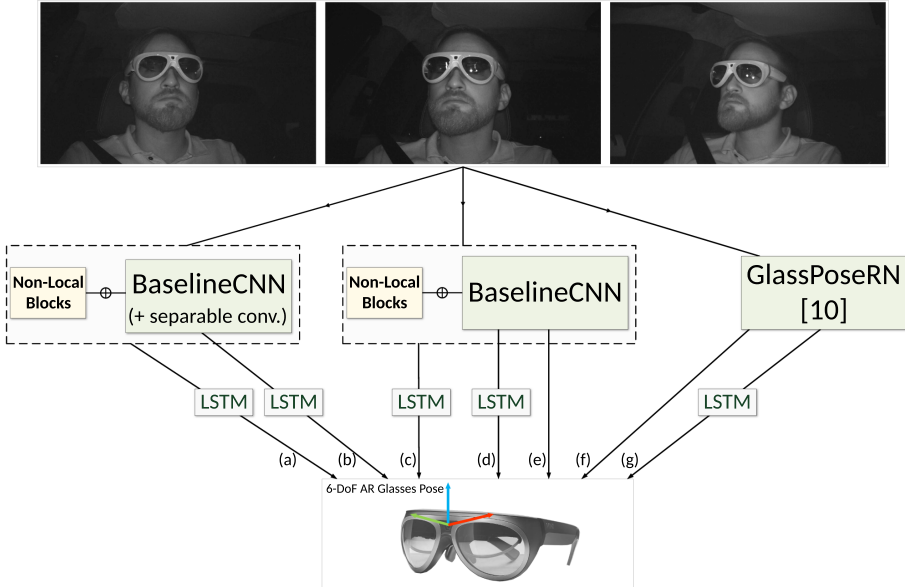 Non-Local
Blocks
BaselineCNN
(+ separable conv.)
Non-Local
Blocks
BaselineCNN
GlassPoseRN
[10]
LSTM
LSTM
LSTM
LSTM
LSTM
(a)
(b)
(c)
(d)
(e)
(f)
(g)
6-DoF AR Glasses Pose